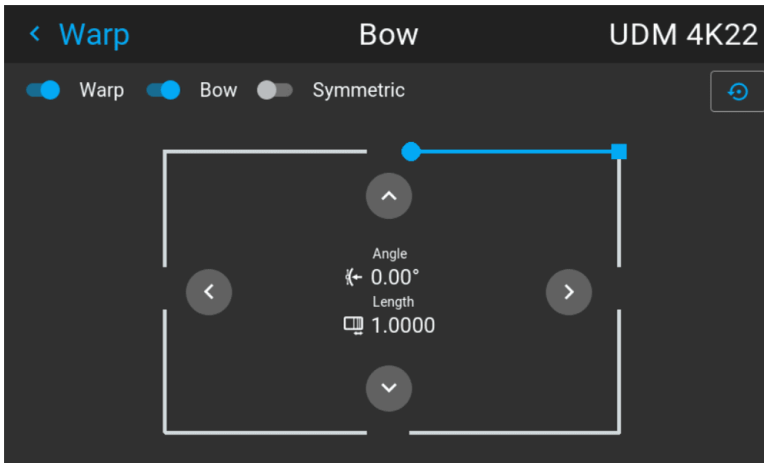 Warp Bow UDM 4K22
Warp Bow Symmetric
Angle
0.00°
Length
1.0000